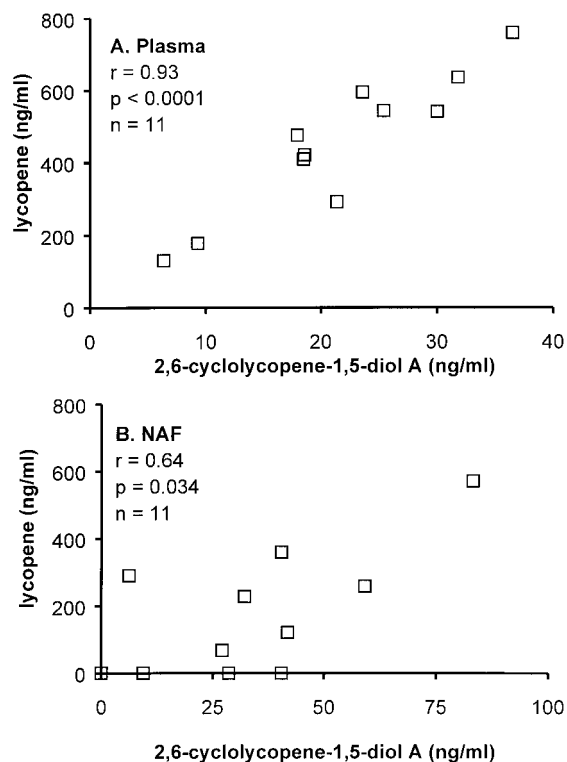 800
600
400
200
0
lycopene (ng/ml)
A. Plasma
r = 0.93
p < 0.0001
n = 11
0 10 20 30 40
2,6-cyclolycopene-1,5-diol A (ng/ml)
800
600
400
200
0
lycopene (ng/ml)
B. NAF
r = 0.64
p = 0.034
n = 11
0 25 50 75 100
2,6-cyclolycopene-1,5-diol A (ng/ml)